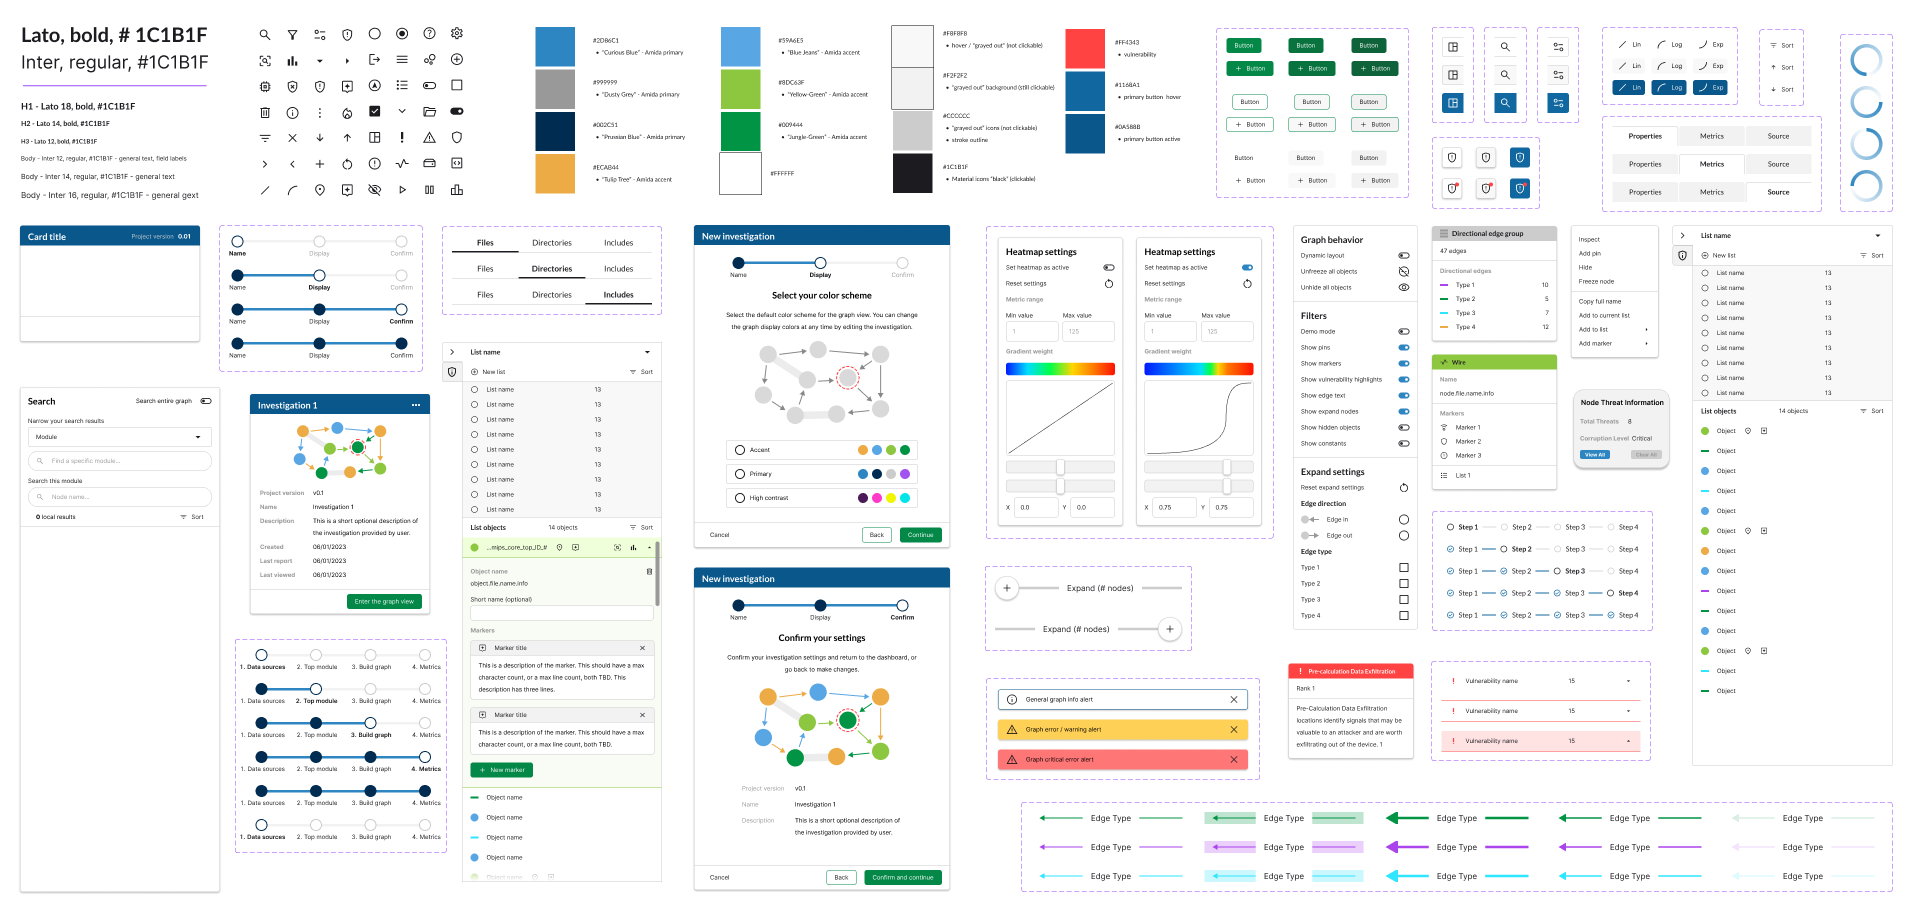 Lato, bold, # 1C1B1F
Inter, regular, #1C1B1F
H1 - Lato 18, bold, #1C1B1F
H2 - Lato 14, bold, #1C1B1F
H3 - Lato 12, bold, #1C1B1F
Body - Inter 12, regular, #1C1B1F - general text, field labels
Body - Inter 14, regular, #1C1B1F - general text
Body - Inter 16, regular, #1C1B1F - general gext
#2D86C1
"Curious Blue" - Amida primary
#999999
"Dusty Grey" - Amida primary
#002C51
"Prussian Blue" - Amida primary
#ECAB44
"Tulip Tree" - Amida accent
#59A6E5
"Blue Jeans" - Amida accent
#8DC63F
"Yellow-Green" - Amida accent
#009444
"Jungle-Green" - Amida accent
#FFFFFF
#F8F8F8
hover / "grayed out" (not clickable)
#F2F2F2
"grayed out" background (still clickable)
#CCCCCC
"grayed out" icons (not clickable)
stroke outline
#1C1B1F
Material icons "black" (clickable)
#FF4343
vulnerability
#1168A1
primary button hover
#0A588B
primary button active
Button Button Button
+ Button + Button + Button
Button Button Button
+ Button + Button + Button
Button Button Button
+ Button + Button + Button
Lin Log Exp
Lin Log Exp
Lin Log Exp
Sort
Sort
Sort
Properties Metrics Source
Properties Metrics Source
Properties Metrics Source
Card title Project version 0.01
Name Display Confirm
Name Display Confirm
Name Display Confirm
Name Display Confirm
Files Directories Includes
Files Directories Includes
Files Directories Includes
Search Search entire graph
Narrow your search results
Module
Find a specific module...
Search this module
Node name...
0 local results Sort
Investigation 1
Project version v0.1
Name Investigation 1
Description This is a short optional description of
the investigation provided by user.
Created 06/01/2023
Last report 06/01/2023
Last viewed 06/01/2023
Enter the graph view
1. Data sources 2. Top module 3. Build graph 4. Metrics
1. Data sources 2. Top module 3. Build graph 4. Metrics
1. Data sources 2. Top module 3. Build graph 4. Metrics
1. Data sources 2. Top module 3. Build graph 4. Metrics
1. Data sources 2. Top module 3. Build graph 4. Metrics
1. Data sources 2. Top module 3. Build graph 4. Metrics
List name
New list Sort
List name 13
List name 13
List name 13
List name 13
List name 13
List name 13
List name 13
List name 13
List name 13
List objects 14 objects Sort
...mips_core_top_ID_#
Object name
object.file.name.info
Short name (optional)
Markers
Marker title
This is a description of the marker. This should have a max
character count, or a max line count, both TBD. This
description has three lines.
Marker title
This is a description of the marker. This should have a max
character count, or a max line count, both TBD.
+ New marker
Object name
Object name
Object name
Object name
Object name
New investigation
Name Display Confirm
Select your color scheme
Select the default color scheme for the graph view. You can change
the graph display colors at any time by editing the investigation.
Accent
Primary
High contrast
Cancel Back Continue
New investigation
Name Display Confirm
Confirm your settings
Confirm your investigation settings and return to the dashboard, or
go back to make changes.
Project version v0.1
Name Investigation 1
Description This is a short optional description of
the investigation provided by user.
Cancel Back Confirm and continue
Heatmap settings
Set heatmap as active
Reset settings
Metric range
Min value Max value
1 125
Gradient weight
X 0.0 Y 0.0
Heatmap settings
Set heatmap as active
Reset settings
Metric range
Min value Max value
1 125
Gradient weight
X 0.75 Y 0.75
Expand (# nodes)
Expand (# nodes)
General graph info alert
Graph error / warning alert
Graph critical error alert
Graph behavior
Dynamic layout
Unfreeze all objects
Unhide all objects
Filters
Demo mode
Show pins
Show markers
Show vulnerability highlights
Show edge text
Show expand nodes
Show hidden objects
Show constants
Expand settings
Reset expand settings
Edge direction
Edge in
Edge out
Edge type
Type 1
Type 2
Type 3
Type 4
Pre-calculation Data Exfiltration
Rank 1
Pre-Calculation Data Exfiltration
locations identify signals that may be
valuable to an attacker and are worth
exfiltrating out of the device. 1
Directional edge group
47 edges
Directional edges
Type 1 10
Type 2 5
Type 3 7
Type 4 12
Wire
Name
node.file.name.info
Markers
Marker 1
Marker 2
Marker 3
List 1
Inspect
Add pin
Hide
Freeze node
Copy full name
Add to current list
Add to list
Add marker
Node Threat Information
Total Threats 8
Corruption Level Critical
View All Clear All
Step 1 Step 2 Step 3 Step 4
Step 1 Step 2 Step 3 Step 4
Step 1 Step 2 Step 3 Step 4
Step 1 Step 2 Step 3 Step 4
Step 1 Step 2 Step 3 Step 4
Vulnerability name 15
Vulnerability name 15
Vulnerability name 15
List name
New list Sort
List name 13
List name 13
List name 13
List name 13
List name 13
List name 13
List name 13
List name 13
List name 13
List objects 14 objects Sort
Object
Object
Object
Object
Object
Object
Object
Object
Object
Object
Object
Object
Object
Object
Edge Type Edge Type Edge Type Edge Type Edge Type
Edge Type Edge Type Edge Type Edge Type Edge Type
Edge Type Edge Type Edge Type Edge Type Edge Type